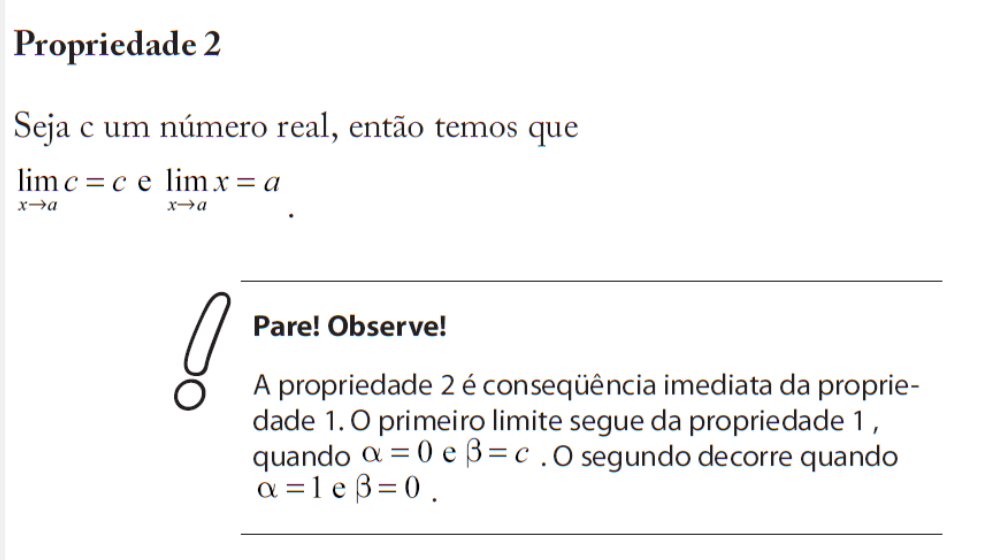 Propriedade 2
Seja c um número real, então temos que
lim c = c e lim x = a
x→a x→a .
Pare! Observe!
A propriedade 2 é conseqüência imediata da proprie-
dade 1. O primeiro limite segue da propriedade 1 ,
quando α = 0 e β = c . O segundo decorre quando
α = 1 e β = 0 .